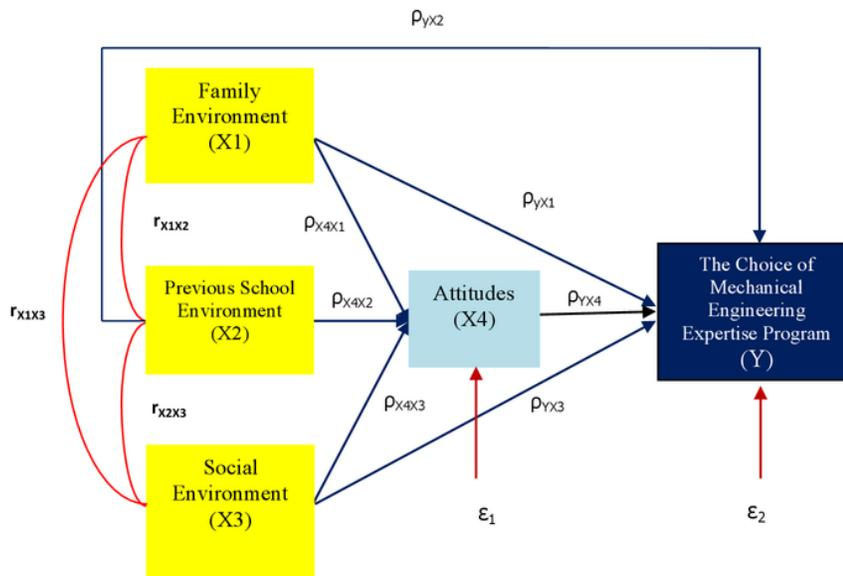 ρyX2
Family
Environment
(X1)
ρyX1
rX1X2
ρX4X1
Previous School
Environment
(X2)
ρX4X2
Attitudes
(X4)
ρYX4
The Choice of
Mechanical
Engineering
Expertise Program
(Y)
rX1X3
rX2X3
ρX4X3
ρYX3
Social
Environment
(X3)
ε1
ε2